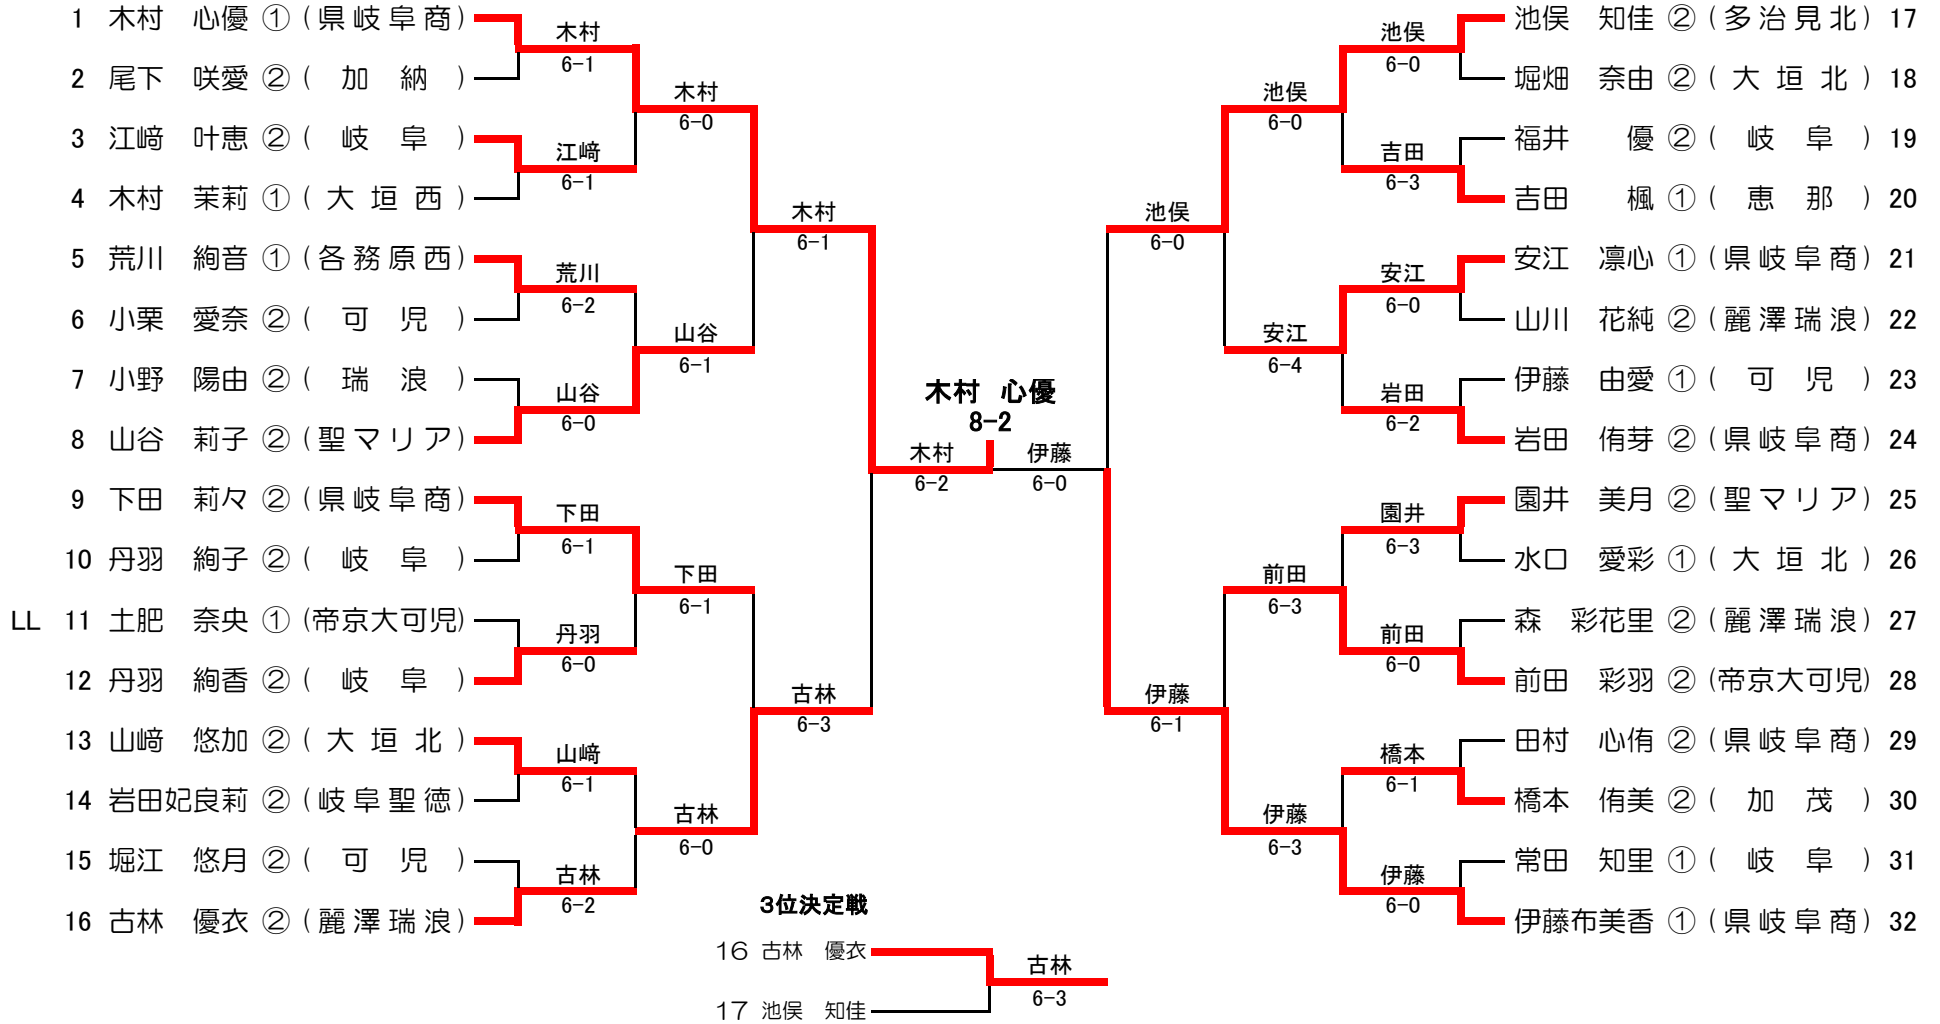 1 木村 心優 ① (県岐阜商)
2 尾下 咲愛 ② ( 加 納 )
3 江﨑 叶恵 ② ( 岐 阜 )
4 木村 茉莉 ① ( 大 垣 西 )
5 荒川 絢音 ① (各務原西)
6 小栗 愛奈 ② ( 可 児 )
7 小野 陽由 ② ( 瑞 浪 )
8 山谷 莉子 ② (聖マリア)
9 下田 莉々 ② (県岐阜商)
10 丹羽 絢子 ② ( 岐 阜 )
LL 11 土肥 奈央 ① (帝京大可児)
12 丹羽 絢香 ② ( 岐 阜 )
13 山﨑 悠加 ② ( 大 垣 北 )
14 岩田妃良莉 ② (岐阜聖徳)
15 堀江 悠月 ② ( 可 児 )
16 古林 優衣 ② (麗澤瑞浪)
木村
6-1
江﨑
6-1
荒川
6-2
山谷
6-0
下田
6-1
丹羽
6-0
山﨑
6-1
古林
6-2
木村
6-0
山谷
6-1
下田
6-1
古林
6-0
木村
6-1
古林
6-3
木村
6-2
木村 心優
8-2
伊藤
6-0
池俣
6-0
伊藤
6-1
池俣
6-0
安江
6-4
前田
6-3
伊藤
6-3
池俣
6-0
吉田
6-3
安江
6-0
岩田
6-2
園井
6-3
前田
6-0
橋本
6-1
伊藤
6-0
池俣 知佳 ② (多治見北) 17
堀畑 奈由 ② ( 大 垣 北 ) 18
福井 優 ② ( 岐 阜 ) 19
吉田 楓 ① ( 恵 那 ) 20
安江 凛心 ① (県岐阜商) 21
山川 花純 ② (麗澤瑞浪) 22
伊藤 由愛 ① ( 可 児 ) 23
岩田 侑芽 ② (県岐阜商) 24
園井 美月 ② (聖マリア) 25
水口 愛彩 ① ( 大 垣 北 ) 26
森 彩花里 ② (麗澤瑞浪) 27
前田 彩羽 ② (帝京大可児) 28
田村 心侑 ② (県岐阜商) 29
橋本 侑美 ② ( 加 茂 ) 30
常田 知里 ① ( 岐 阜 ) 31
伊藤布美香 ① (県岐阜商) 32
3位決定戦
16 古林 優衣
17 池俣 知佳
古林
6-3